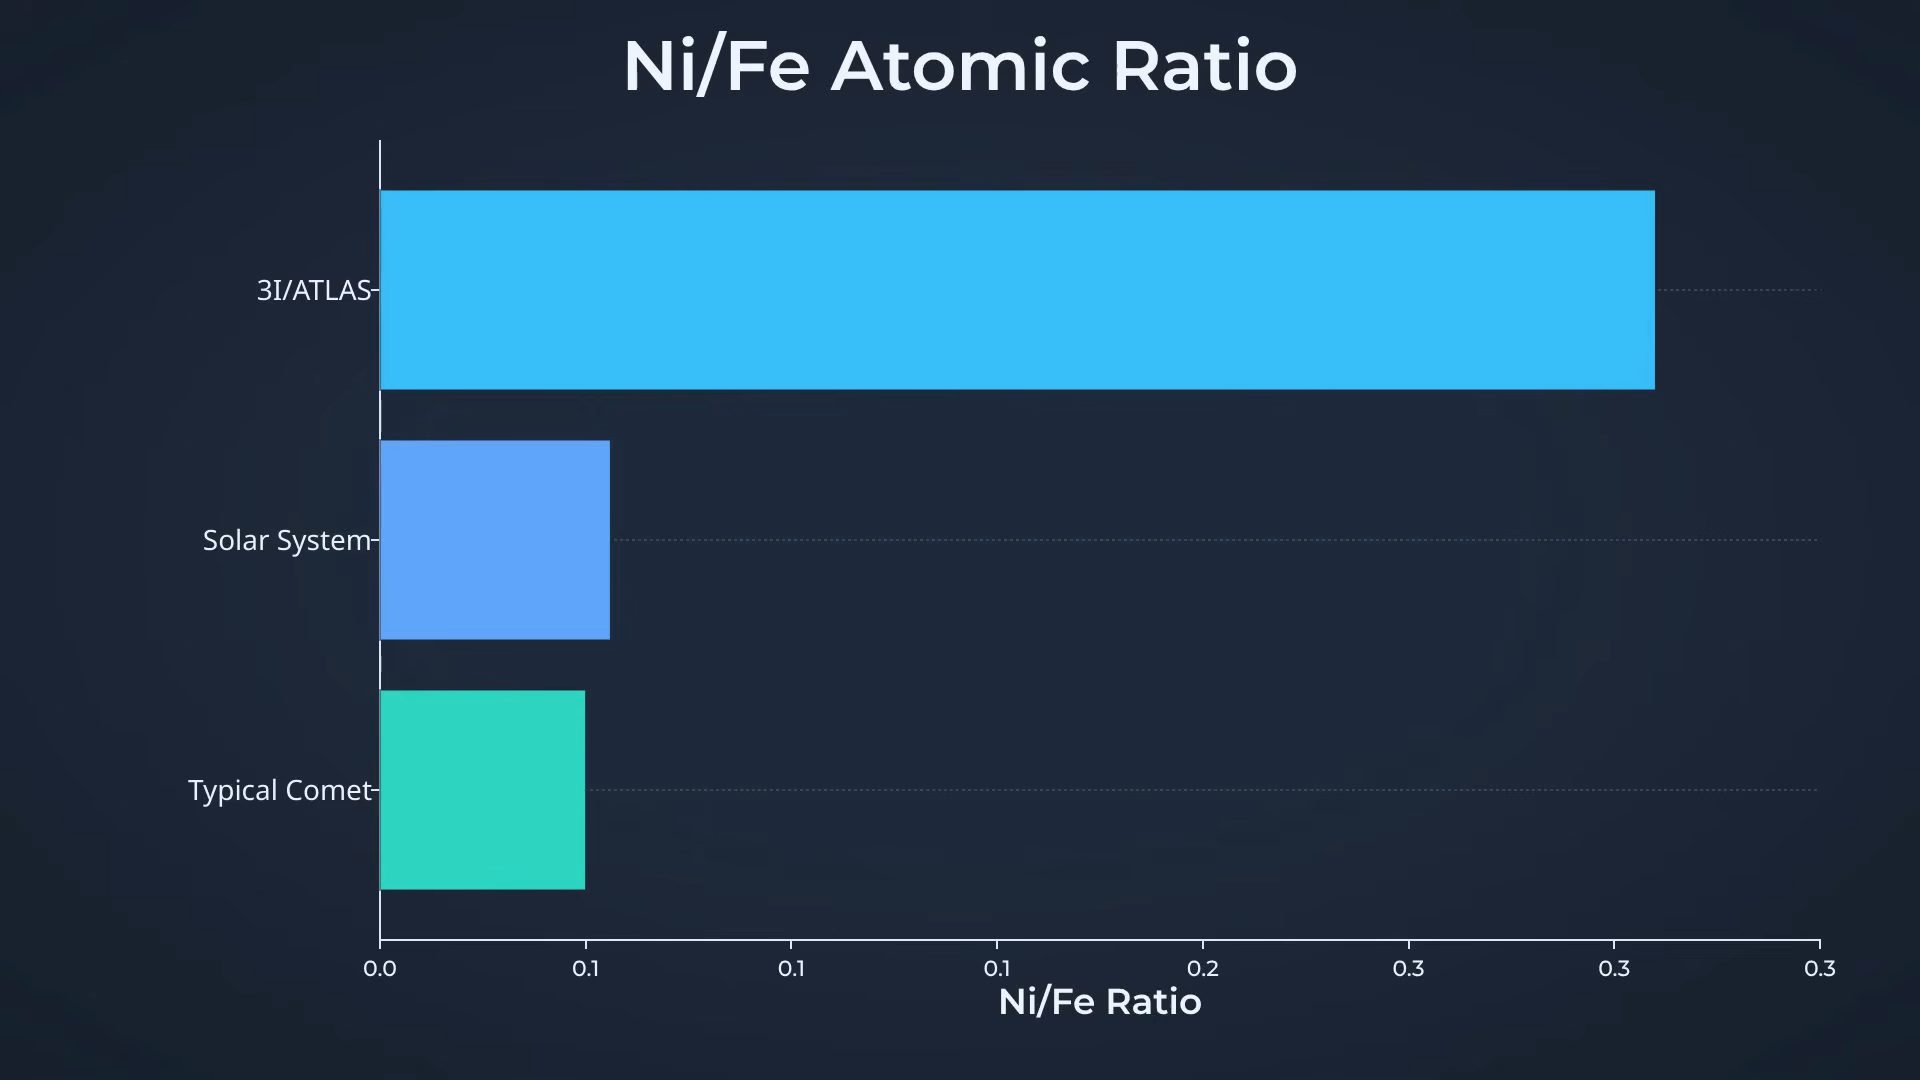 Ni/Fe Atomic Ratio
3I/ATLAS
Solar System
Typical Comet
0.0 0.1 0.1 0.1 0.2 0.3 0.3 0.3
Ni/Fe Ratio